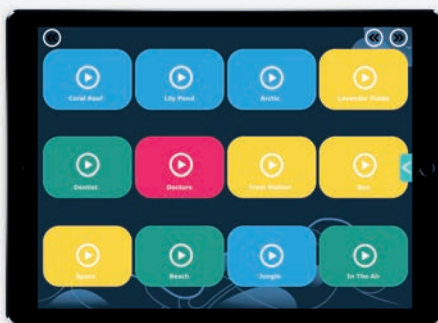 Coral Reef
Lily Pond
Arctic
Lavender Fields
Dentist
Doctors
Train Station
Bus
Space
Beach
Jungle
In The Air